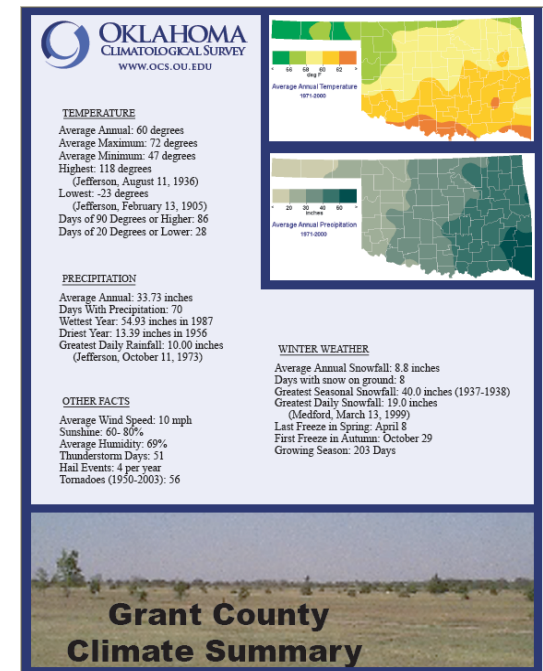 OKLAHOMA
CLIMATOLOGICAL SURVEY
WWW.OCS.OU.EDU
< 56 58 60 62 >
deg F
Average Annual Temperature
1971-2000
< 20 30 40 50 >
inches
Average Annual Precipitation
1971-2000
TEMPERATURE
Average Annual: 60 degrees
Average Maximum: 72 degrees
Average Minimum: 47 degrees
Highest: 118 degrees
(Jefferson, August 11, 1936)
Lowest: -23 degrees
(Jefferson, February 13, 1905)
Days of 90 Degrees or Higher: 86
Days of 20 Degrees or Lower: 28
PRECIPITATION
Average Annual: 33.73 inches
Days With Precipitation: 70
Wettest Year: 54.93 inches in 1987
Driest Year: 13.39 inches in 1956
Greatest Daily Rainfall: 10.00 inches
(Jefferson, October 11, 1973)
OTHER FACTS
Average Wind Speed: 10 mph
Sunshine: 60- 80%
Average Humidity: 69%
Thunderstorm Days: 51
Hail Events: 4 per year
Tornadoes (1950-2003): 56
WINTER WEATHER
Average Annual Snowfall: 8.8 inches
Days with snow on ground: 8
Greatest Seasonal Snowfall: 40.0 inches (1937-1938)
Greatest Daily Snowfall: 19.0 inches
(Medford, March 13, 1999)
Last Freeze in Spring: April 8
First Freeze in Autumn: October 29
Growing Season: 203 Days
Grant County
Climate Summary